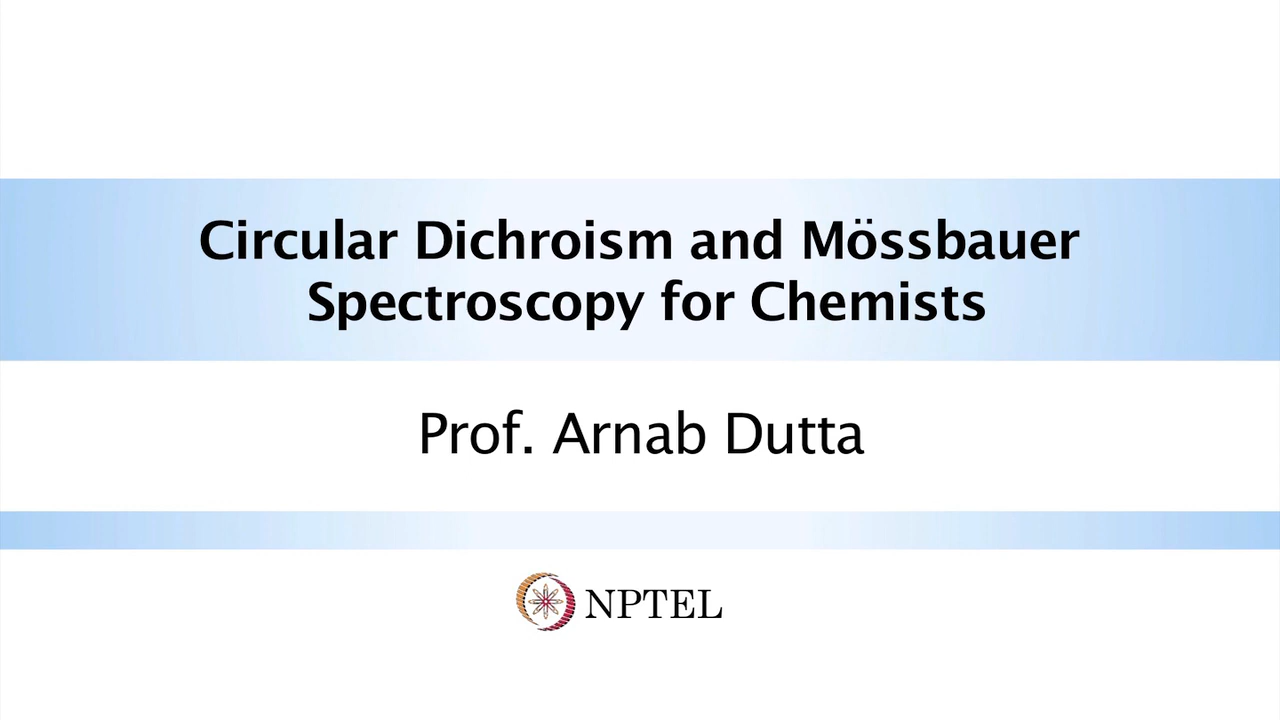 Circular Dichroism and Mössbauer
Spectroscopy for Chemists
Prof. Arnab Dutta
NPTEL